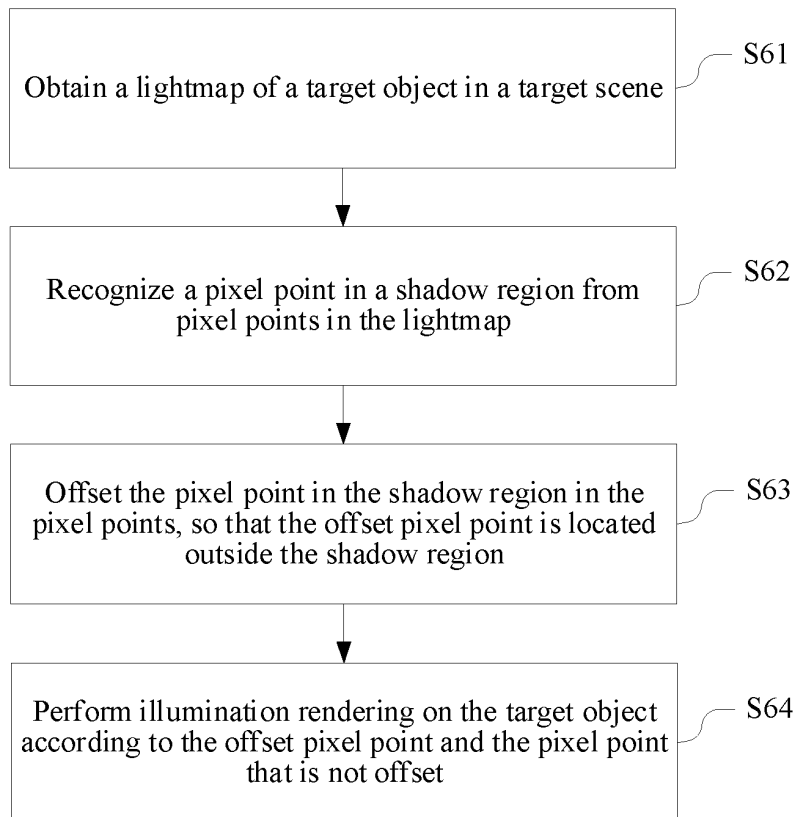 S61
Obtain a lightmap of a target object in a target scene
S62
Recognize a pixel point in a shadow region from
pixel points in the lightmap
S63
Offset the pixel point in the shadow region in the
pixel points, so that the offset pixel point is located
outside the shadow region
S64
Perform illumination rendering on the target object
according to the offset pixel point and the pixel point
that is not offset